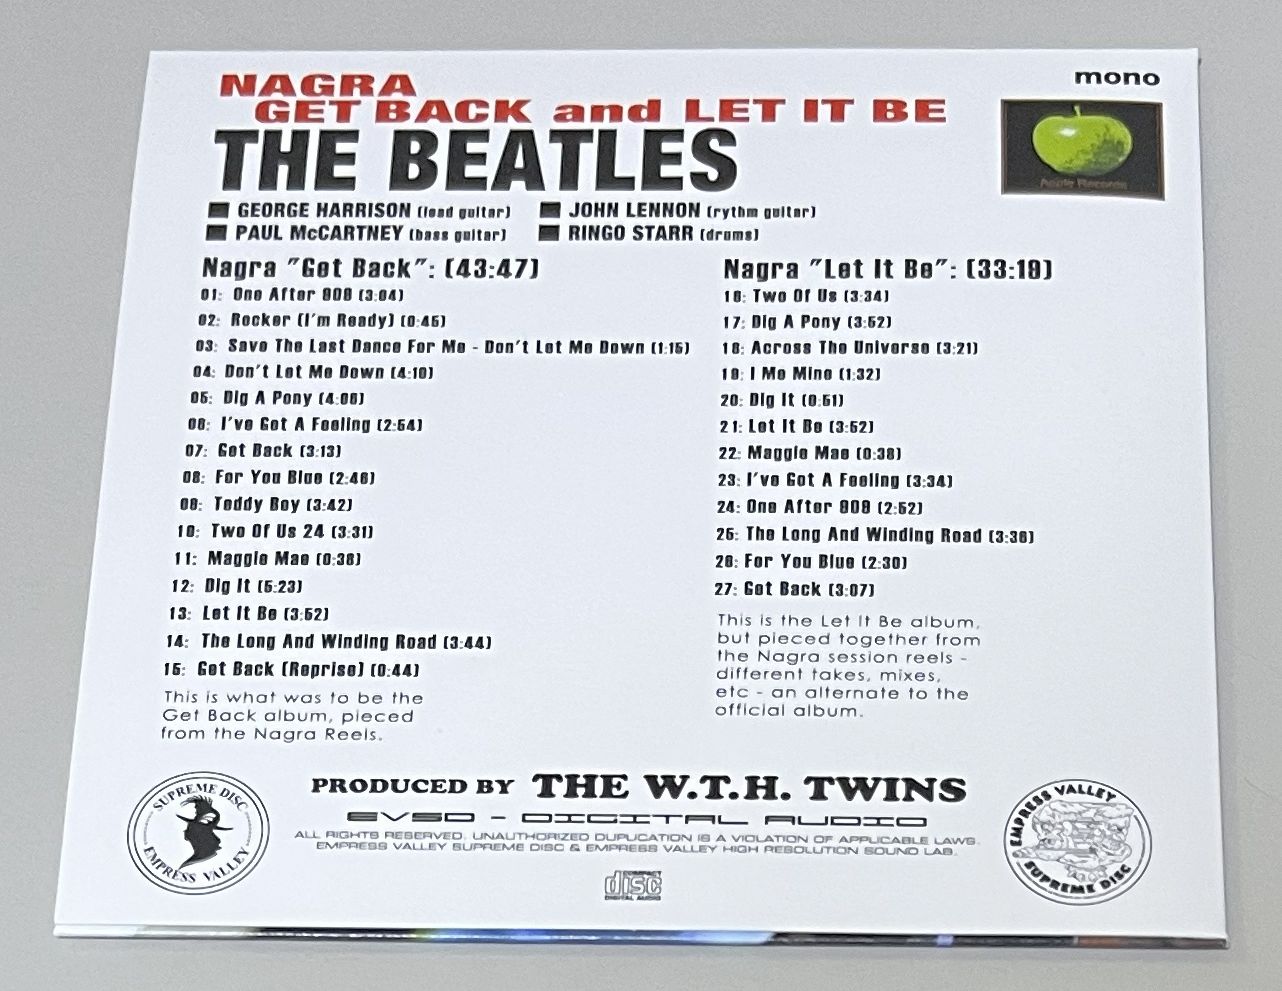 NAGRA
GET BACK and LET IT BE
THE BEATLES
mono
Apple Records
GEORGE HARRISON (lead guitar) JOHN LENNON (rythm guitar)
PAUL McCARTNEY (bass guitar) RINGO STARR (drums)
Nagra "Get Back": (43:47)
01: One After 909 (3:04)
02: Rocker (I'm Ready) (0:45)
03: Save The Last Dance For Me - Don't Let Me Down (1:15)
04: Don't Let Me Down (4:10)
05: Dig A Pony (4:06)
06: I've Got A Feeling (2:54)
07: Get Back (3:13)
08: For You Blue (2:46)
09: Teddy Boy (3:42)
10: Two Of Us 24 (3:31)
11: Maggie Mae (0:38)
12: Dig It (5:23)
13: Let It Be (3:52)
14: The Long And Winding Road (3:44)
15: Get Back (Reprise) (0:44)
This is what was to be the
Get Back album, pieced
from the Nagra Reels.
Nagra "Let It Be": (33:19)
16: Two Of Us (3:34)
17: Dig A Pony (3:52)
18: Across The Universe (3:21)
19: I Me Mine (1:32)
20: Dig It (0:51)
21: Let It Be (3:52)
22: Maggie Mae (0:38)
23: I've Got A Feeling (3:34)
24: One After 909 (2:52)
25: The Long And Winding Road (3:36)
26: For You Blue (2:30)
27: Get Back (3:07)
This is the Let It Be album,
but pieced together from
the Nagra session reels -
different takes, mixes,
etc - an alternate to the
official album.
SUPREME DISC
EMPRESS VALLEY
PRODUCED BY THE W.T.H. TWINS
EVSD - DIGITAL AUDIO
ALL RIGHTS RESERVED. UNAUTHORIZED DUPLICATION IS A VIOLATION OF APPLICABLE LAWS.
EMPRESS VALLEY SUPREME DISC & EMPRESS VALLEY HIGH RESOLUTION SOUND LAB.
COMPACT
disc
DIGITAL AUDIO
EMPRESS VALLEY
SUPREME DISC